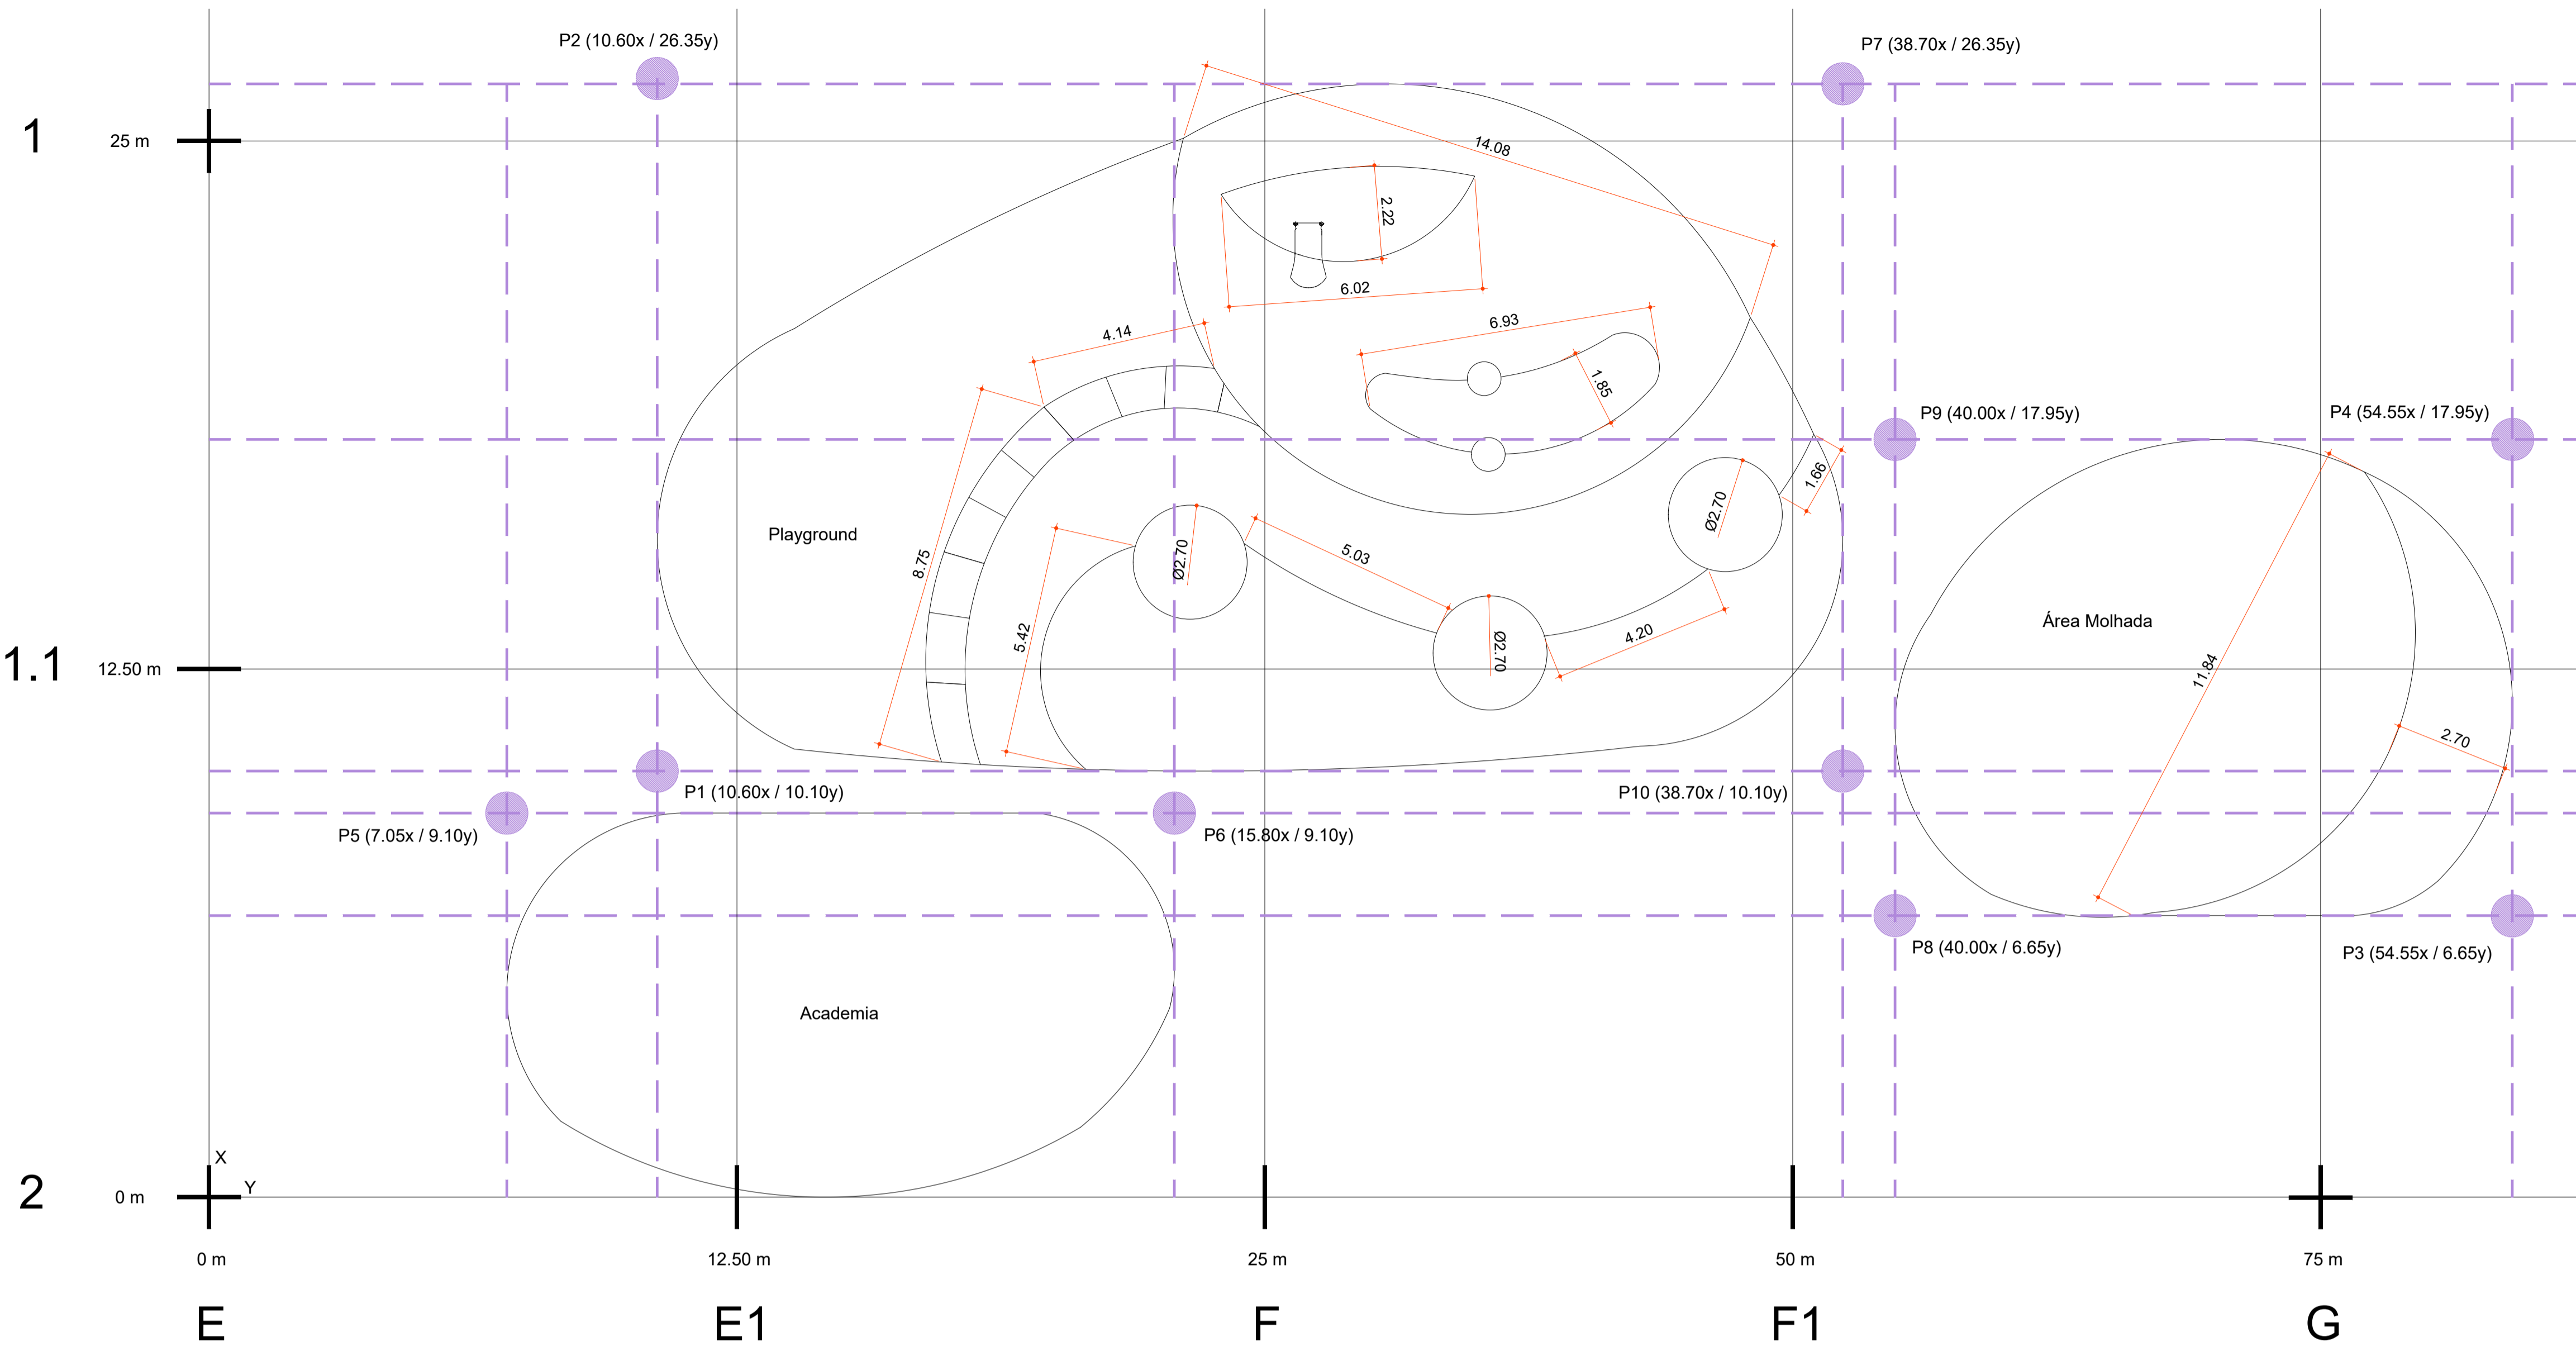 P2 (10.60x / 26.35y)
P7 (38.70x / 26.35y)
1
25 m
14.08
2.22
6.02
6.93
4.14
1.85
P9 (40.00x / 17.95y)
P4 (54.55x / 17.95y)
1.66
Ø2.70
Playground
8.75
Ø2.70
5.03
5.42
Ø2.70
4.20
Área Molhada
11.84
1.1
12.50 m
2.70
P1 (10.60x / 10.10y)
P10 (38.70x / 10.10y)
P5 (7.05x / 9.10y)
P6 (15.80x / 9.10y)
P8 (40.00x / 6.65y)
P3 (54.55x / 6.65y)
Academia
X
Y
2
0 m
0 m
12.50 m
25 m
50 m
75 m
E
E1
F
F1
G